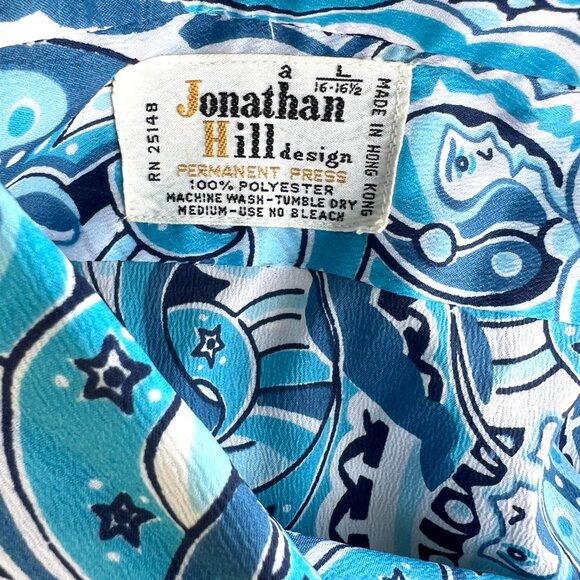 a L
16-16½
Jonathan
Hill design
PERMANENT PRESS
100% POLYESTER
MACHINE WASH-TUMBLE DRY
MEDIUM-USE NO BLEACH
RN 25148
MADE IN HONG KONG